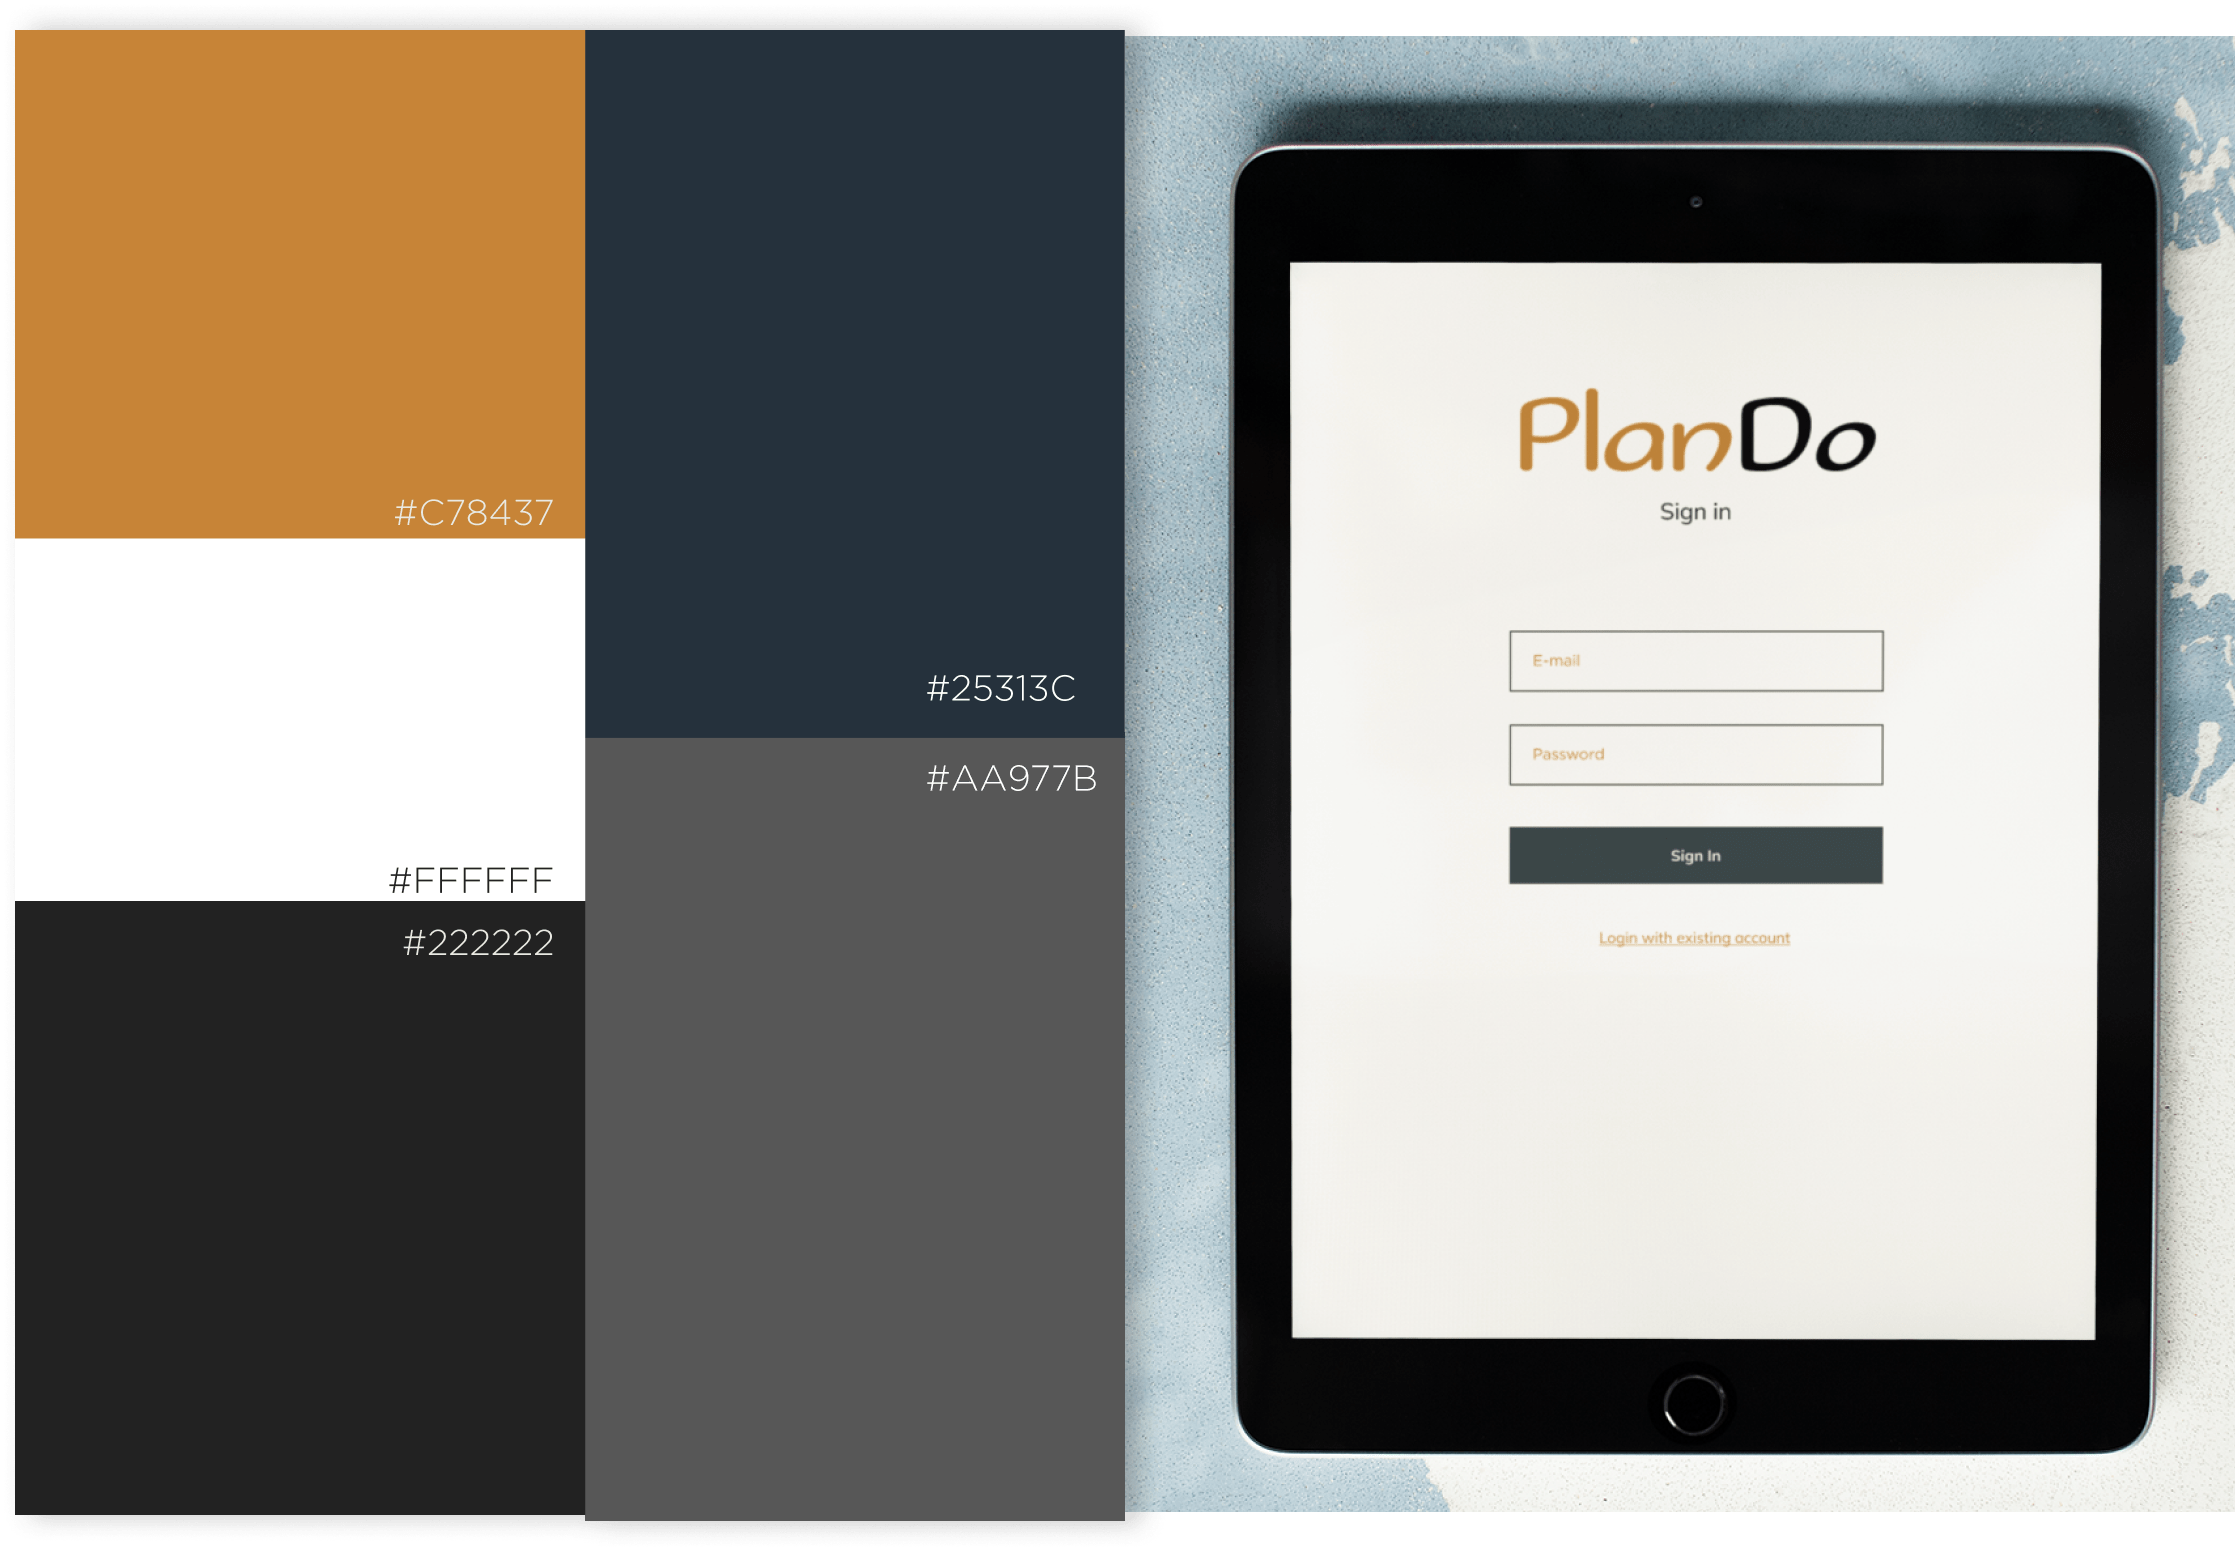 #C78437
#FFFFFF
#222222
#25313C
#AA977B
PlanDo
Sign in
E-mail
Password
Sign In
Login with existing account